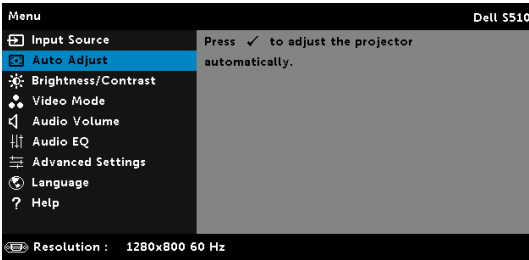 Menu
Dell S510
Input Source
Auto Adjust
Brightness/Contrast
Video Mode
Audio Volume
Audio EQ
Advanced Settings
Language
? Help
Press ✓ to adjust the projector
automatically.
Resolution : 1280x800 60 Hz